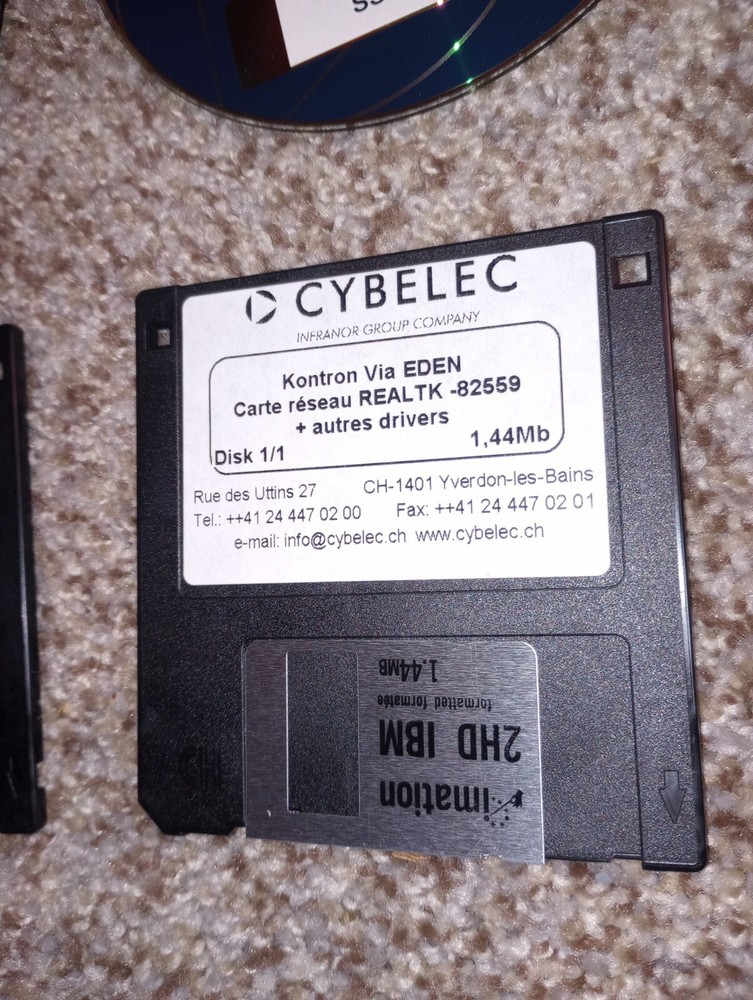 CYBELEC
INFRANOR GROUP COMPANY
Kontron Via EDEN
Carte réseau REALTK -82559
+ autres drivers
Disk 1/1 1,44Mb
Rue des Uttins 27 CH-1401 Yverdon-les-Bains
Tel.: ++41 24 447 02 00 Fax: ++41 24 447 02 01
e-mail: info@cybelec.ch www.cybelec.ch
imation
2HD IBM
formatted formatée
1.44MB
HD